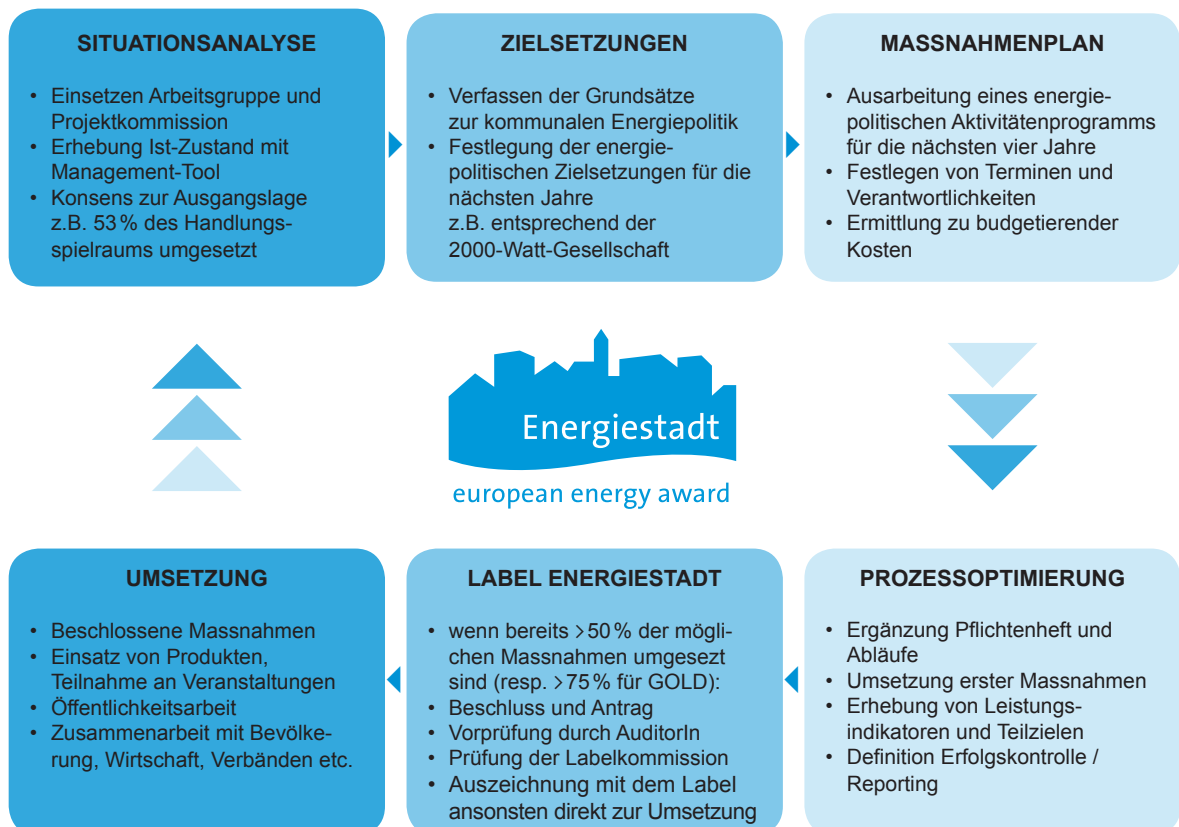 SITUATIONSANALYSE
• Einsetzen Arbeitsgruppe und
Projektkommission
• Erhebung Ist-Zustand mit
Management-Tool
• Konsens zur Ausgangslage
z.B. 53 % des Handlungs-
spielraums umgesetzt
ZIELSETZUNGEN
• Verfassen der Grundsätze
zur kommunalen Energiepolitik
• Festlegung der energie-
politischen Zielsetzungen für die
nächsten Jahre
z.B. entsprechend der
2000-Watt-Gesellschaft
MASSNAHMENPLAN
• Ausarbeitung eines energie-
politischen Aktivitätenprogramms
für die nächsten vier Jahre
• Festlegen von Terminen und
Verantwortlichkeiten
• Ermittlung zu budgetierender
Kosten
Energiestadt
european energy award
UMSETZUNG
• Beschlossene Massnahmen
• Einsatz von Produkten,
Teilnahme an Veranstaltungen
• Öffentlichkeitsarbeit
• Zusammenarbeit mit Bevölke-
rung, Wirtschaft, Verbänden etc.
LABEL ENERGIESTADT
• wenn bereits >50 % der mögli-
chen Massnahmen umgesezt
sind (resp. >75 % für GOLD):
• Beschluss und Antrag
• Vorprüfung durch AuditorIn
• Prüfung der Labelkommission
• Auszeichnung mit dem Label
ansonsten direkt zur Umsetzung
PROZESSOPTIMIERUNG
• Ergänzung Pflichtenheft und
Abläufe
• Umsetzung erster Massnahmen
• Erhebung von Leistungs-
indikatoren und Teilzielen
• Definition Erfolgskontrolle /
Reporting